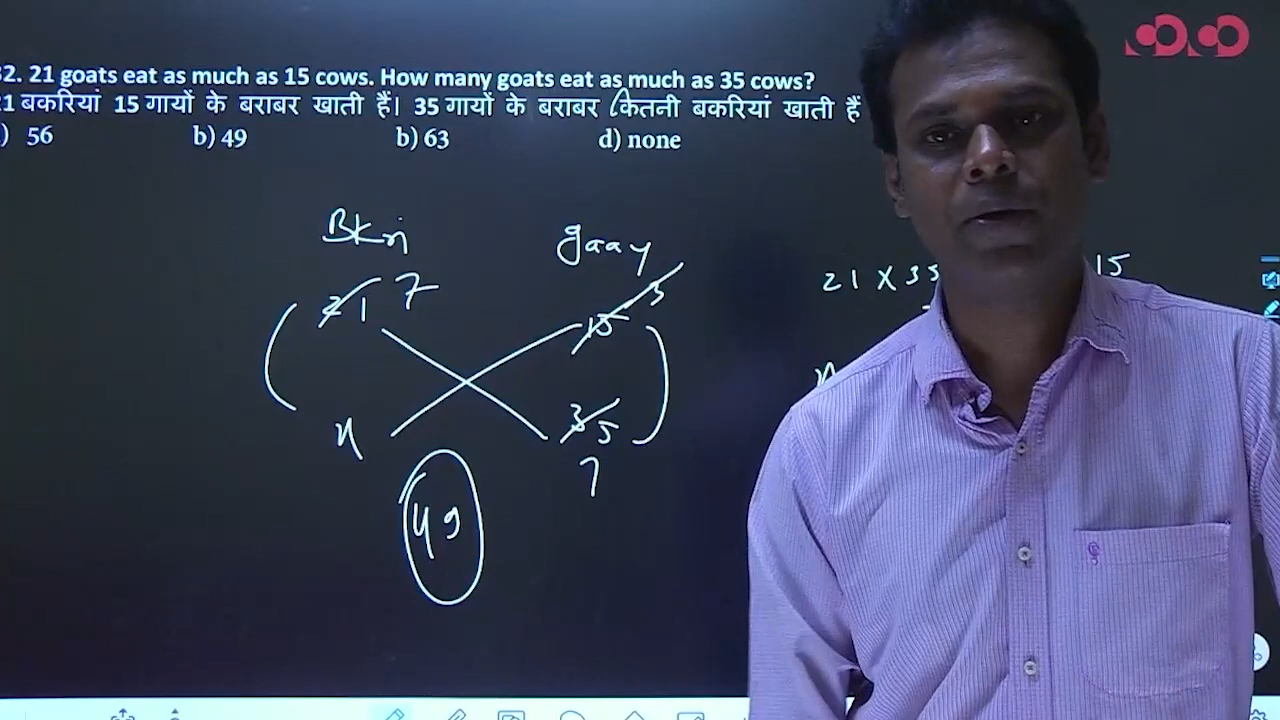 32. 21 goats eat as much as 15 cows. How many goats eat as much as 35 cows?
21 बकरियां 15 गायों के बराबर खाती हैं। 35 गायों के बराबर कितनी बकरियां खाती हैं
) 56 b) 49 b) 63 d) none
Bkri gaay
21 7 15 3
21 X 35 15
x 35
7
49